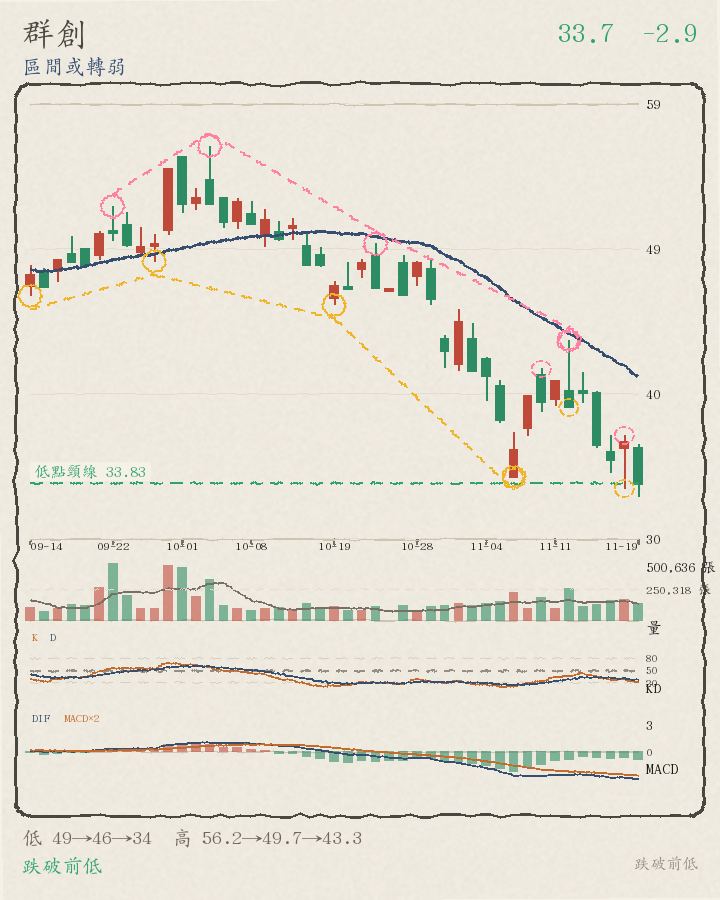 群創
33.7 -2.9
區間或轉弱
59
49
40
低點頸線 33.83
30
09-14 09-22 10-01 10-08 10-19 10-28 11-04 11-11 11-19
500,636 張
250,318 張
量
K D
80
50
20
KD
DIF MACD×2
3
0
MACD
低 49→46→34 高 56.2→49.7→43.3
跌破前低
跌破前低